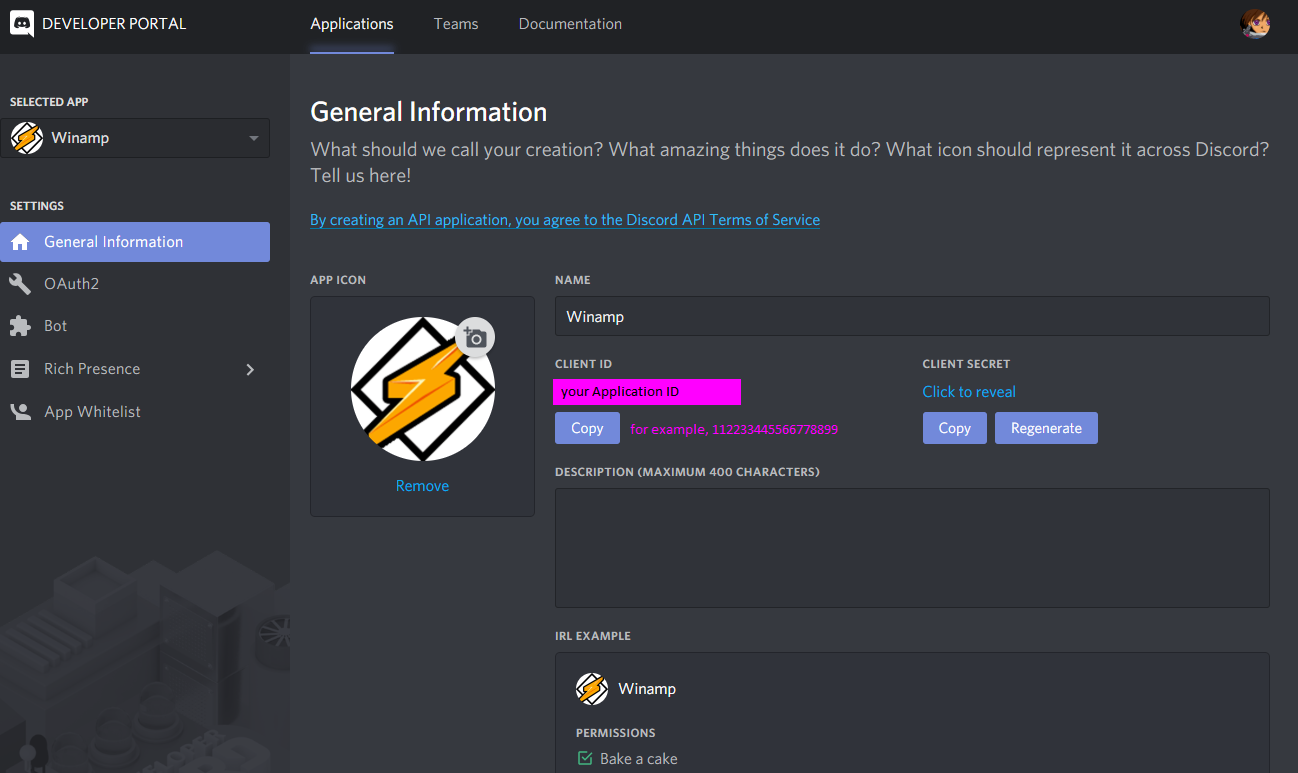 DEVELOPER PORTAL
Applications
Teams
Documentation
SELECTED APP
Winamp
SETTINGS
General Information
OAuth2
Bot
Rich Presence
App Whitelist
General Information
What should we call your creation? What amazing things does it do? What icon should represent it across Discord?
Tell us here!
By creating an API application, you agree to the Discord API Terms of Service
APP ICON
Remove
NAME
Winamp
CLIENT ID
your Application ID
Copy
for example, 112233445566778899
CLIENT SECRET
Click to reveal
Copy
Regenerate
DESCRIPTION (MAXIMUM 400 CHARACTERS)
IRL EXAMPLE
Winamp
PERMISSIONS
Bake a cake